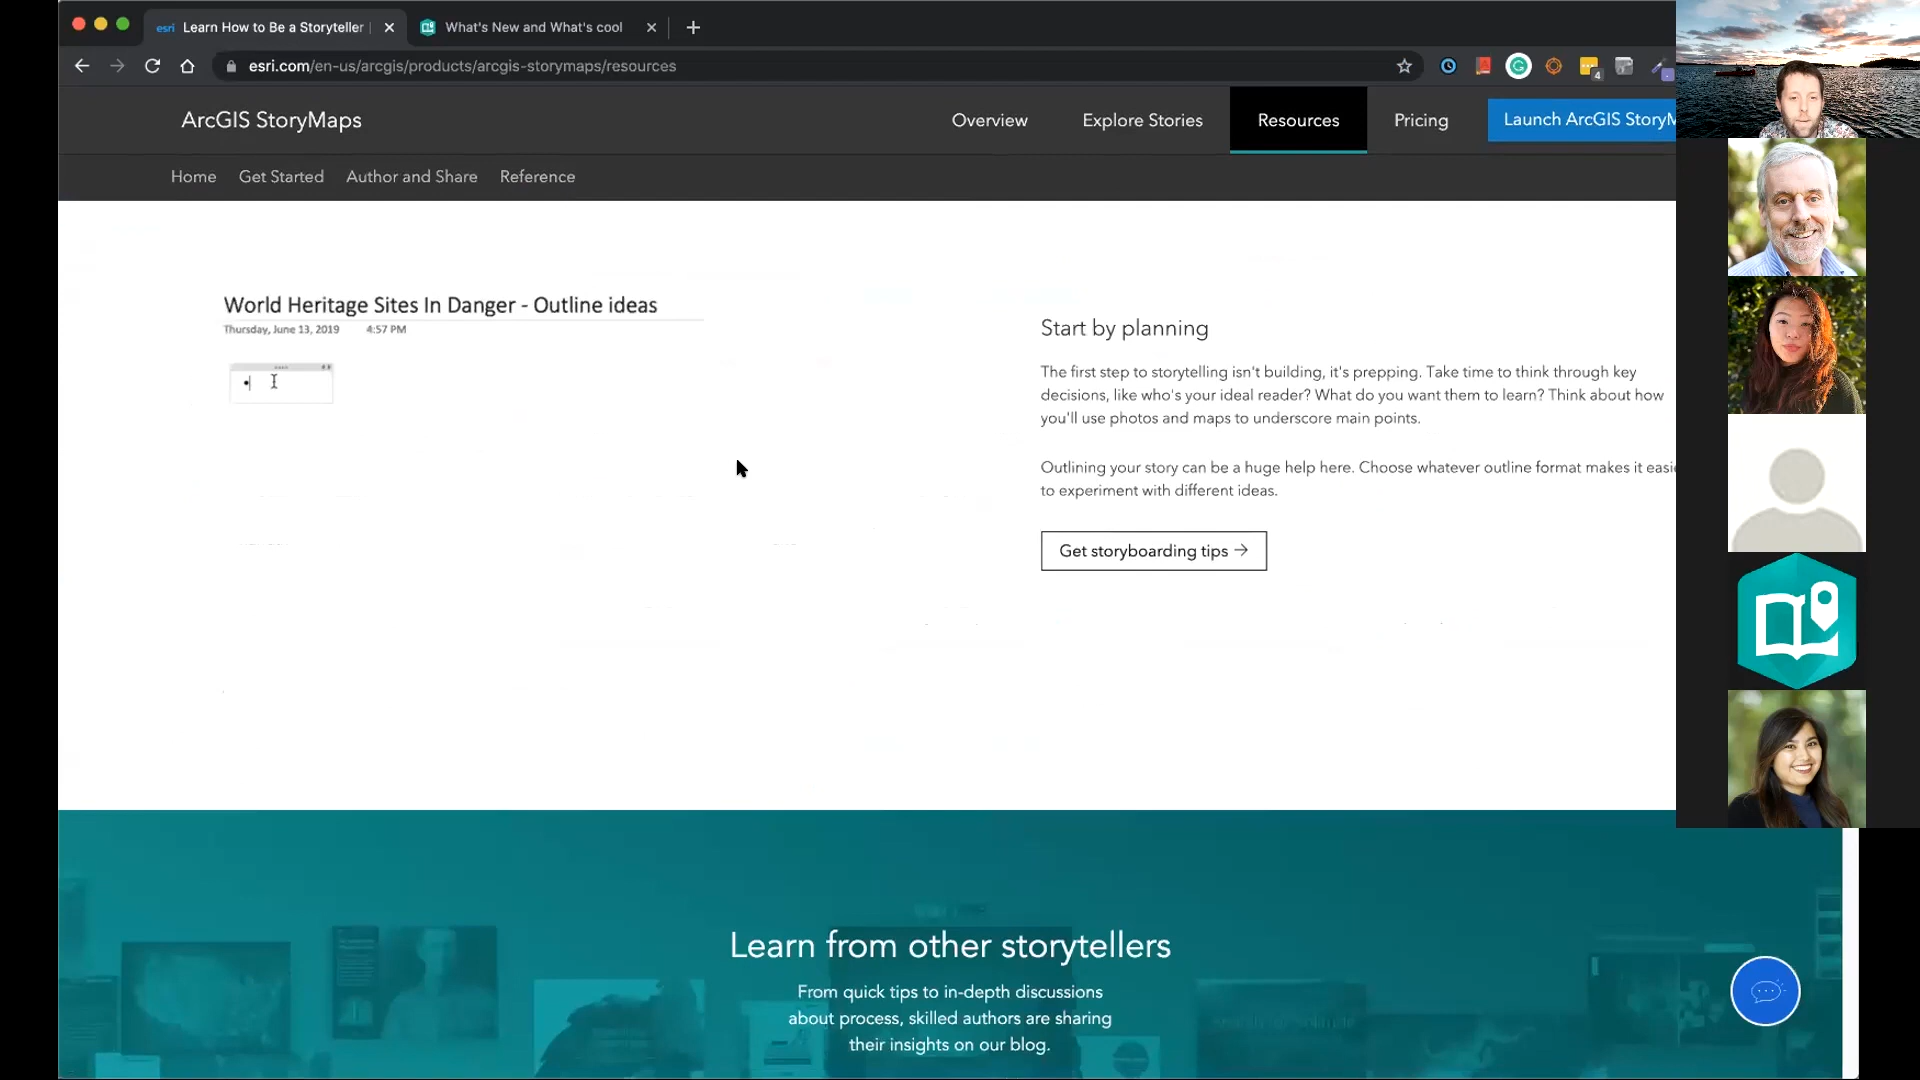 esri Learn How to Be a Storyteller
What's New and What's cool
esri.com/en-us/arcgis/products/arcgis-storymaps/resources
4
ArcGIS StoryMaps
Overview
Explore Stories
Resources
Pricing
Launch ArcGIS StoryM
Home
Get Started
Author and Share
Reference
World Heritage Sites In Danger - Outline ideas
Thursday, June 13, 2019 4:57 PM
Start by planning
The first step to storytelling isn't building, it's prepping. Take time to think through key
decisions, like who's your ideal reader? What do you want them to learn? Think about how
you'll use photos and maps to underscore main points.
Outlining your story can be a huge help here. Choose whatever outline format makes it easie
to experiment with different ideas.
Get storyboarding tips →
Learn from other storytellers
From quick tips to in-depth discussions
about process, skilled authors are sharing
their insights on our blog.